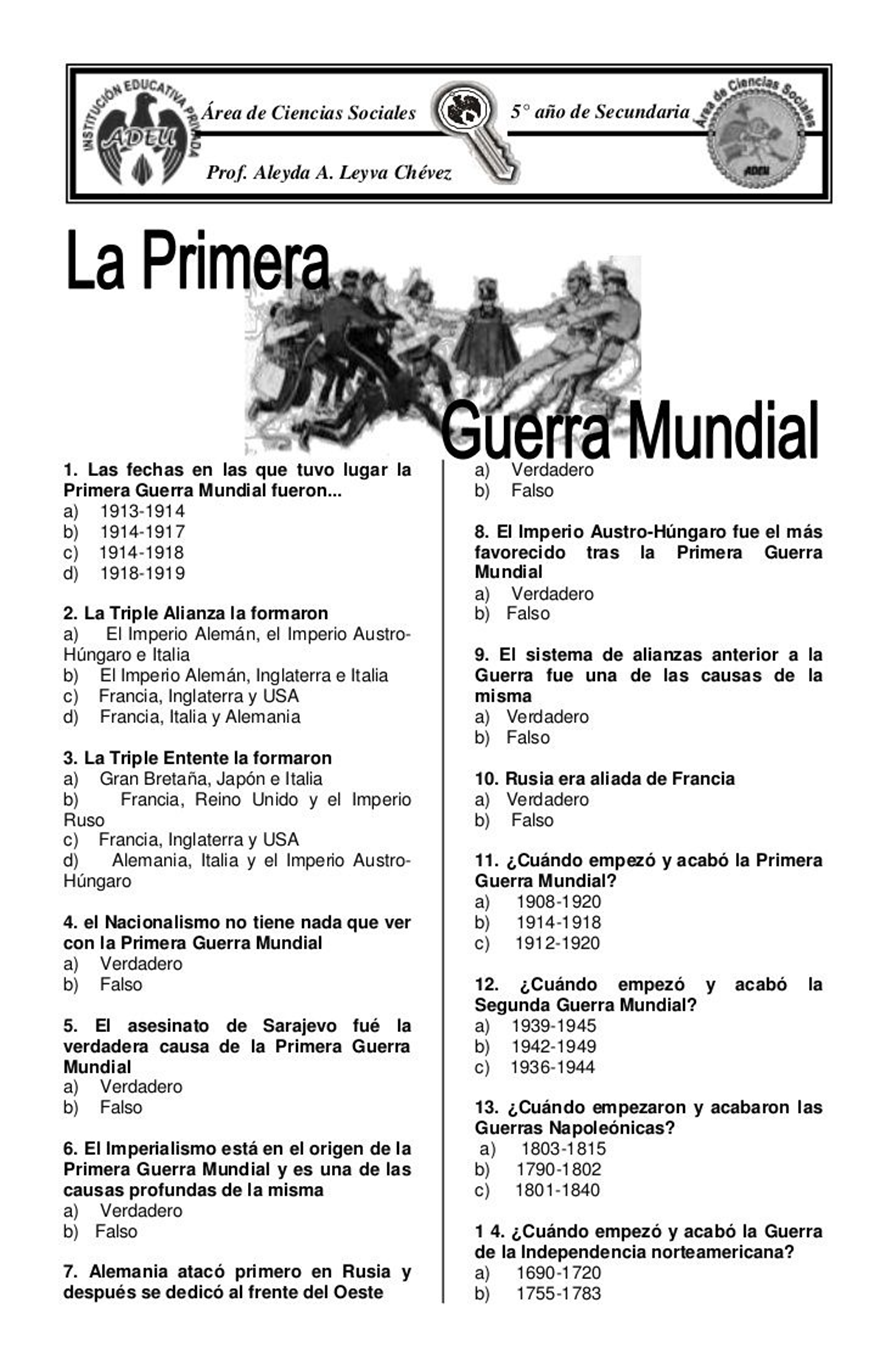 INSTITUCIÓN EDUCATIVA PRIVADA
ADEU
Área de Ciencias Sociales
5° año de Secundaria
Prof. Aleyda A. Leyva Chévez
Área de Ciencias Sociales
ADEU
La Primera
Guerra Mundial
1. Las fechas en las que tuvo lugar la
Primera Guerra Mundial fueron...
a) 1913-1914
b) 1914-1917
c) 1914-1918
d) 1918-1919
2. La Triple Alianza la formaron
a) El Imperio Alemán, el Imperio Austro-
Húngaro e Italia
b) El Imperio Alemán, Inglaterra e Italia
c) Francia, Inglaterra y USA
d) Francia, Italia y Alemania
3. La Triple Entente la formaron
a) Gran Bretaña, Japón e Italia
b) Francia, Reino Unido y el Imperio
Ruso
c) Francia, Inglaterra y USA
d) Alemania, Italia y el Imperio Austro-
Húngaro
4. el Nacionalismo no tiene nada que ver
con la Primera Guerra Mundial
a) Verdadero
b) Falso
5. El asesinato de Sarajevo fué la
verdadera causa de la Primera Guerra
Mundial
a) Verdadero
b) Falso
6. El Imperialismo está en el origen de la
Primera Guerra Mundial y es una de las
causas profundas de la misma
a) Verdadero
b) Falso
7. Alemania atacó primero en Rusia y
después se dedicó al frente del Oeste
a) Verdadero
b) Falso
8. El Imperio Austro-Húngaro fue el más
favorecido tras la Primera Guerra
Mundial
a) Verdadero
b) Falso
9. El sistema de alianzas anterior a la
Guerra fue una de las causas de la
misma
a) Verdadero
b) Falso
10. Rusia era aliada de Francia
a) Verdadero
b) Falso
11. ¿Cuándo empezó y acabó la Primera
Guerra Mundial?
a) 1908-1920
b) 1914-1918
c) 1912-1920
12. ¿Cuándo empezó y acabó la
Segunda Guerra Mundial?
a) 1939-1945
b) 1942-1949
c) 1936-1944
13. ¿Cuándo empezaron y acabaron las
Guerras Napoleónicas?
a) 1803-1815
b) 1790-1802
c) 1801-1840
1 4. ¿Cuándo empezó y acabó la Guerra
de la Independencia norteamericana?
a) 1690-1720
b) 1755-1783